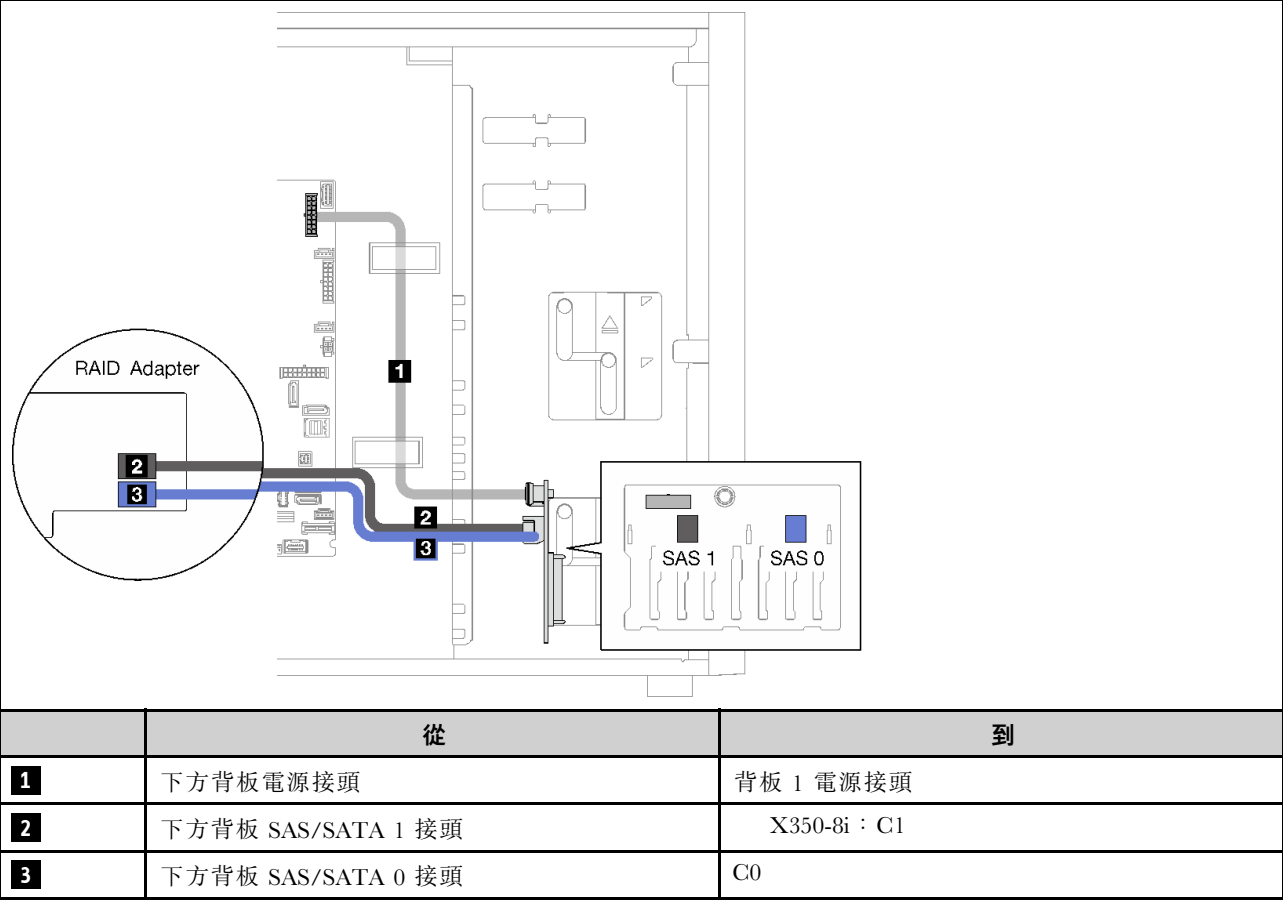 RAID Adapter
1
2
3
2
3
SAS 1
SAS 0
從
到
1
下方背板電源接頭
背板 1 電源接頭
2
下方背板 SAS/SATA 1 接頭
X350-8i：C1
3
下方背板 SAS/SATA 0 接頭
C0